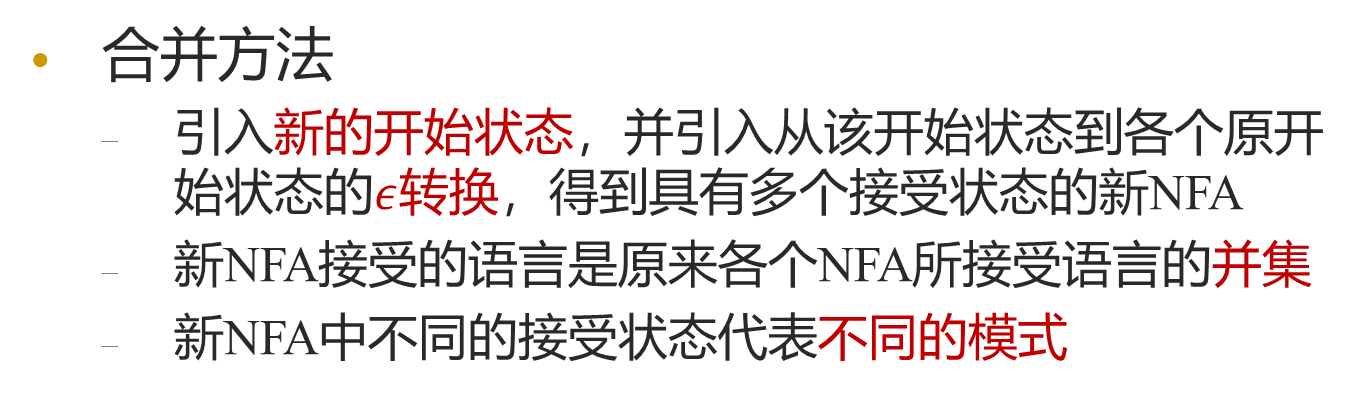 • 合并方法
– 引入新的开始状态，并引入从该开始状态到各个原开
始状态的ϵ转换，得到具有多个接受状态的新NFA
– 新NFA接受的语言是原来各个NFA所接受语言的并集
– 新NFA中不同的接受状态代表不同的模式